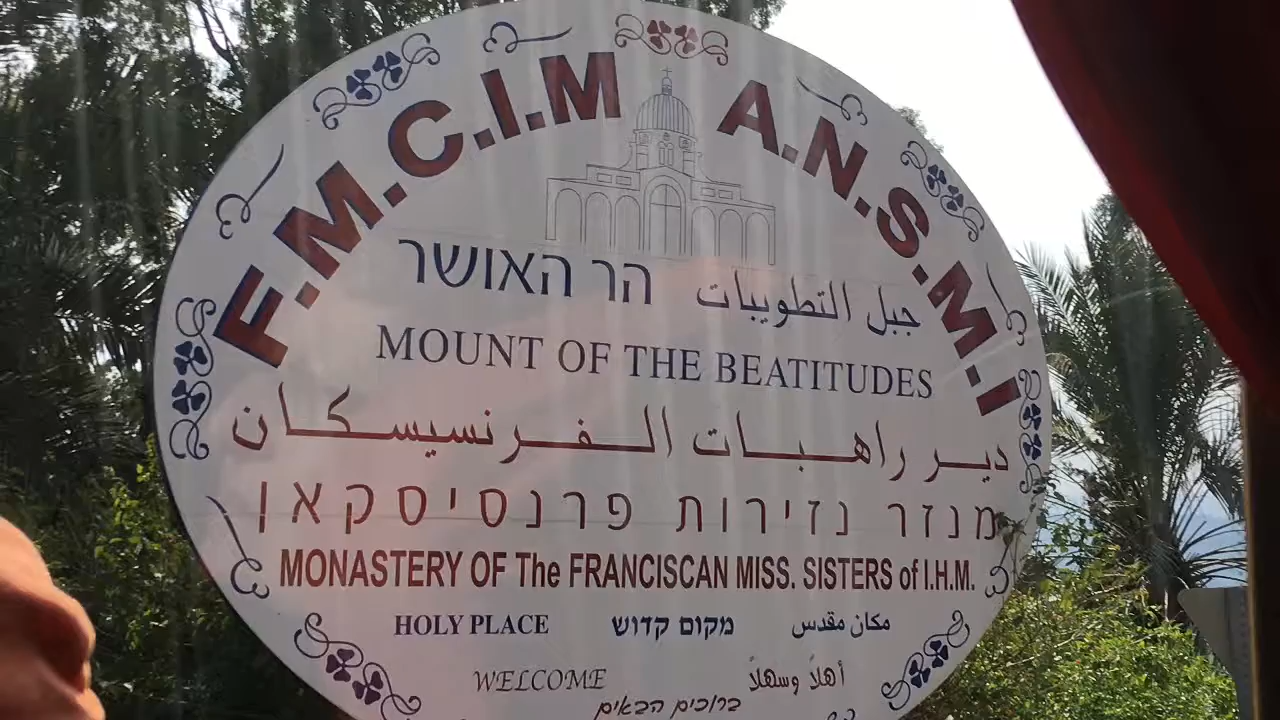 F.M.C.I.M A.N.S.M.I
הר האושר جبل التطويبات
MOUNT OF THE BEATITUDES
دير راهبات الفرنسيسكان
מנזר נזירות פרנסיסקאן
MONASTERY OF The FRANCISCAN MISS. SISTERS of I.H.M.
HOLY PLACE מקום קדוש مكان مقدس
WELCOME أهلاً وسهلاً
ברוכים הבאים